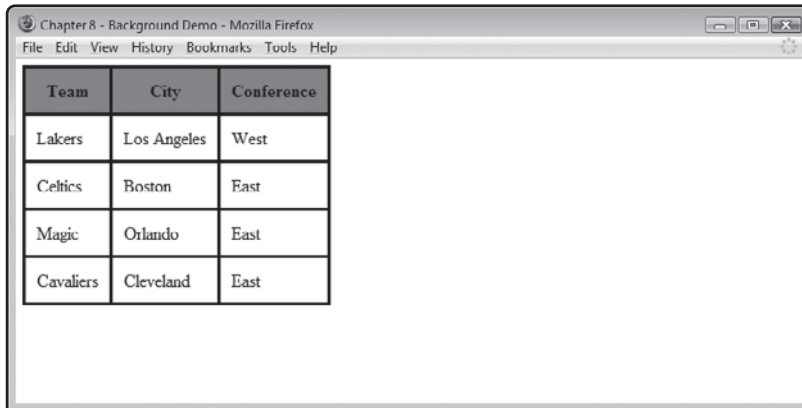 Chapter 8 - Background Demo - Mozilla Firefox
File Edit View History Bookmarks Tools Help
Team City Conference
Lakers Los Angeles West
Celtics Boston East
Magic Orlando East
Cavaliers Cleveland East